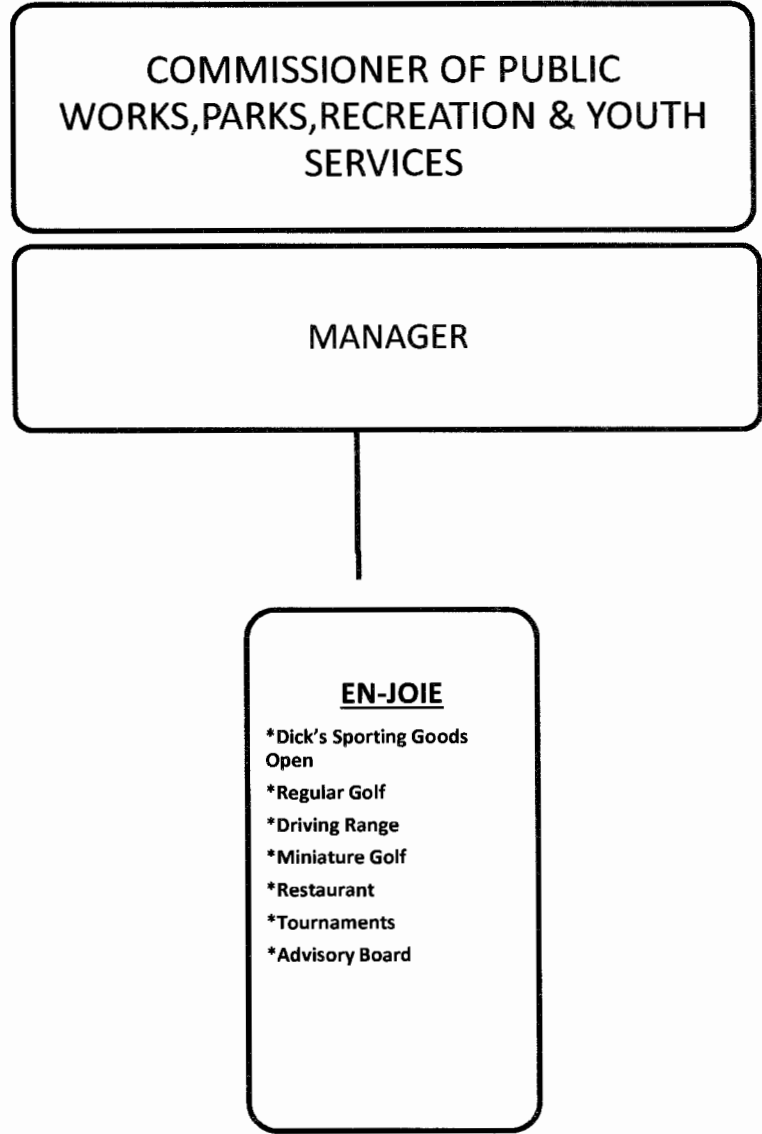 COMMISSIONER OF PUBLIC
WORKS,PARKS,RECREATION & YOUTH
SERVICES
MANAGER
EN-JOIE
*Dick's Sporting Goods
Open
*Regular Golf
*Driving Range
*Miniature Golf
*Restaurant
*Tournaments
*Advisory Board